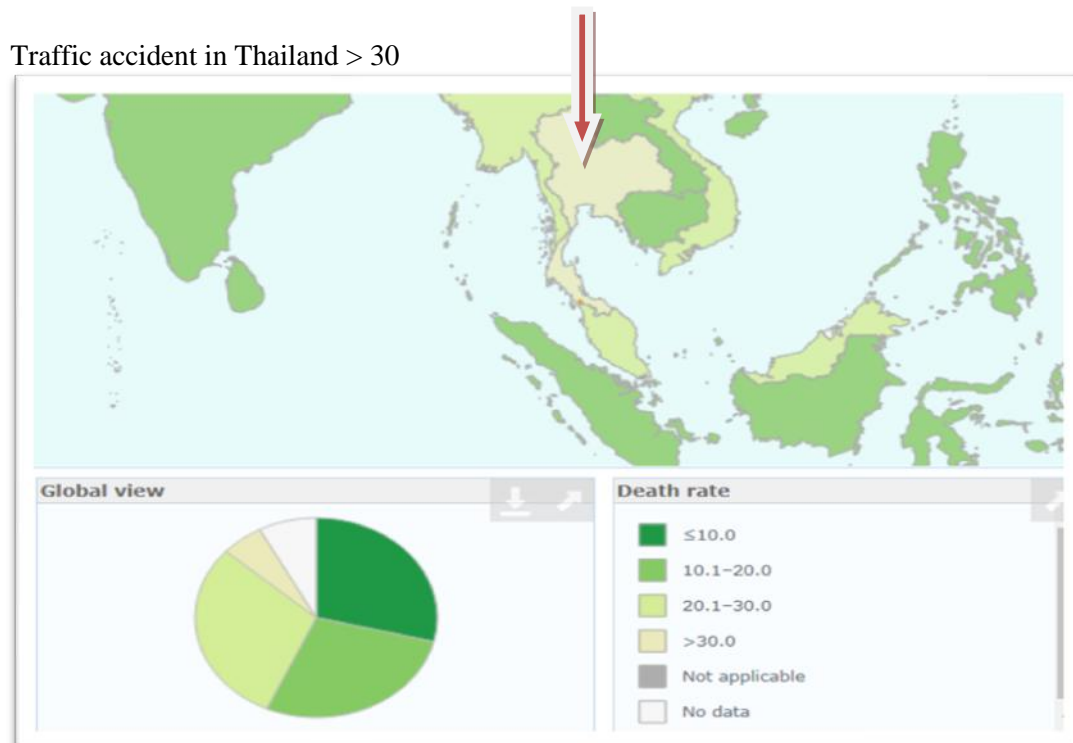 Traffic accident in Thailand > 30
Global view
Death rate
≤10.0
10.1–20.0
20.1–30.0
>30.0
Not applicable
No data